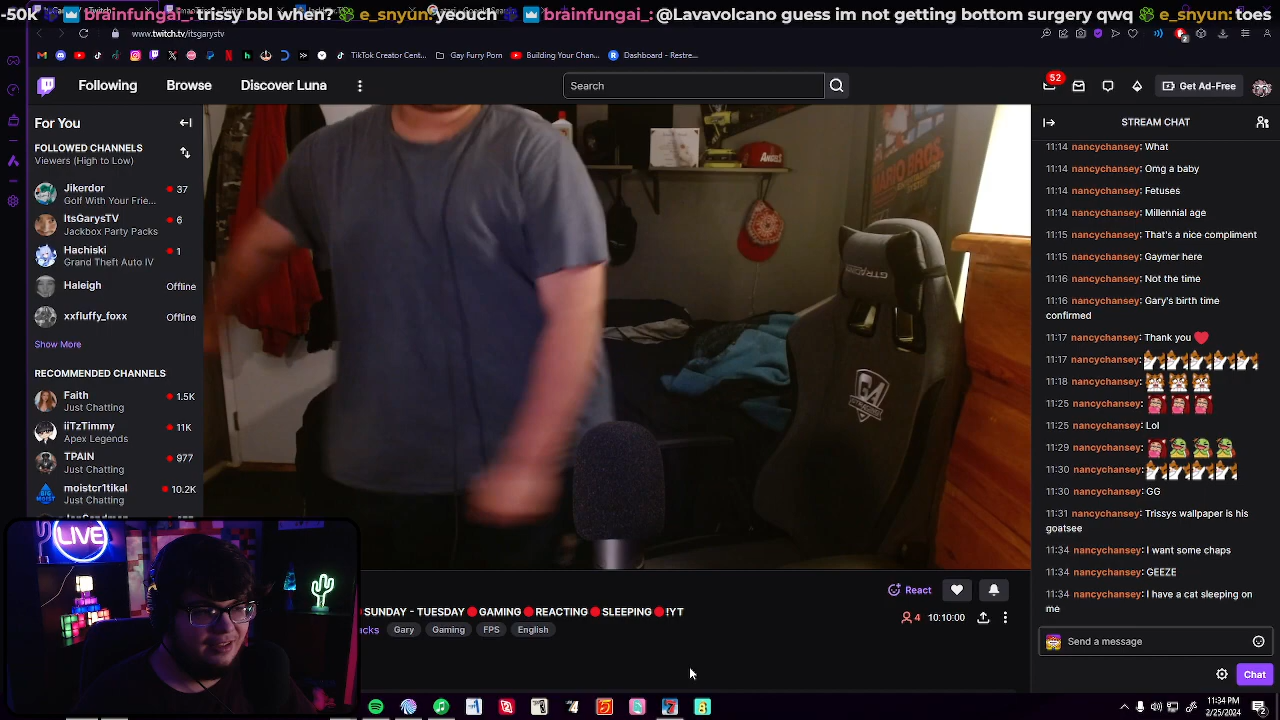 -50k brainfungai_:trissy bbl when? e_snyun: yuuuh brainfungai_:@Lavavolcano guess im not getting bottom surgery qwq e_snyun: does
www.twitch.tv/itsgarystv
TikTok Creator Cent... Gay Furry Porn Building Your Chan... Dashboard - Restre...
Following Browse Discover Luna Search 52 Get Ad-Free
For You
FOLLOWED CHANNELS
Viewers (High to Low)
Jikerdor 37
Golf With Your Frie...
ItsGarysTV 6
Jackbox Party Packs
Hachiski 1
Grand Theft Auto IV
Haleigh Offline
xxfluffy_foxx Offline
Show More
RECOMMENDED CHANNELS
Faith 1.5K
Just Chatting
iiTzTimmy 11K
Apex Legends
TPAIN 977
Just Chatting
moistcr1tikal 10.2K
Just Chatting
LIVE
ANGELS
MARIO BROS.
GTRACING
STREAM CHAT
11:14 nancychansey: What
11:14 nancychansey: Ong a baby
11:14 nancychansey: Fetuses
11:14 nancychansey: Millennial age
11:15 nancychansey: That's a nice compliment
11:15 nancychansey: Gaymer here
11:16 nancychansey: Not the time
11:16 nancychansey: Gary's birth time
confirmed
11:17 nancychansey: Thank you ❤️
11:17 nancychansey:
11:18 nancychansey:
11:25 nancychansey:
11:25 nancychansey: Lol
11:29 nancychansey:
11:30 nancychansey:
11:30 nancychansey: GG
11:31 nancychansey: Trissys wallpaper is his
goatsee
11:34 nancychansey: I want some chaps
11:34 nancychansey: GEEZE
11:34 nancychansey: I have a cat sleeping on
me
Send a message
Chat
React
SUNDAY - TUESDAY🔴GAMING🔴REACTING🔴SLEEPING🔴!YT
4 10:10:00
cks Gary Gaming FPS English
11:34 PM
2/25/2024